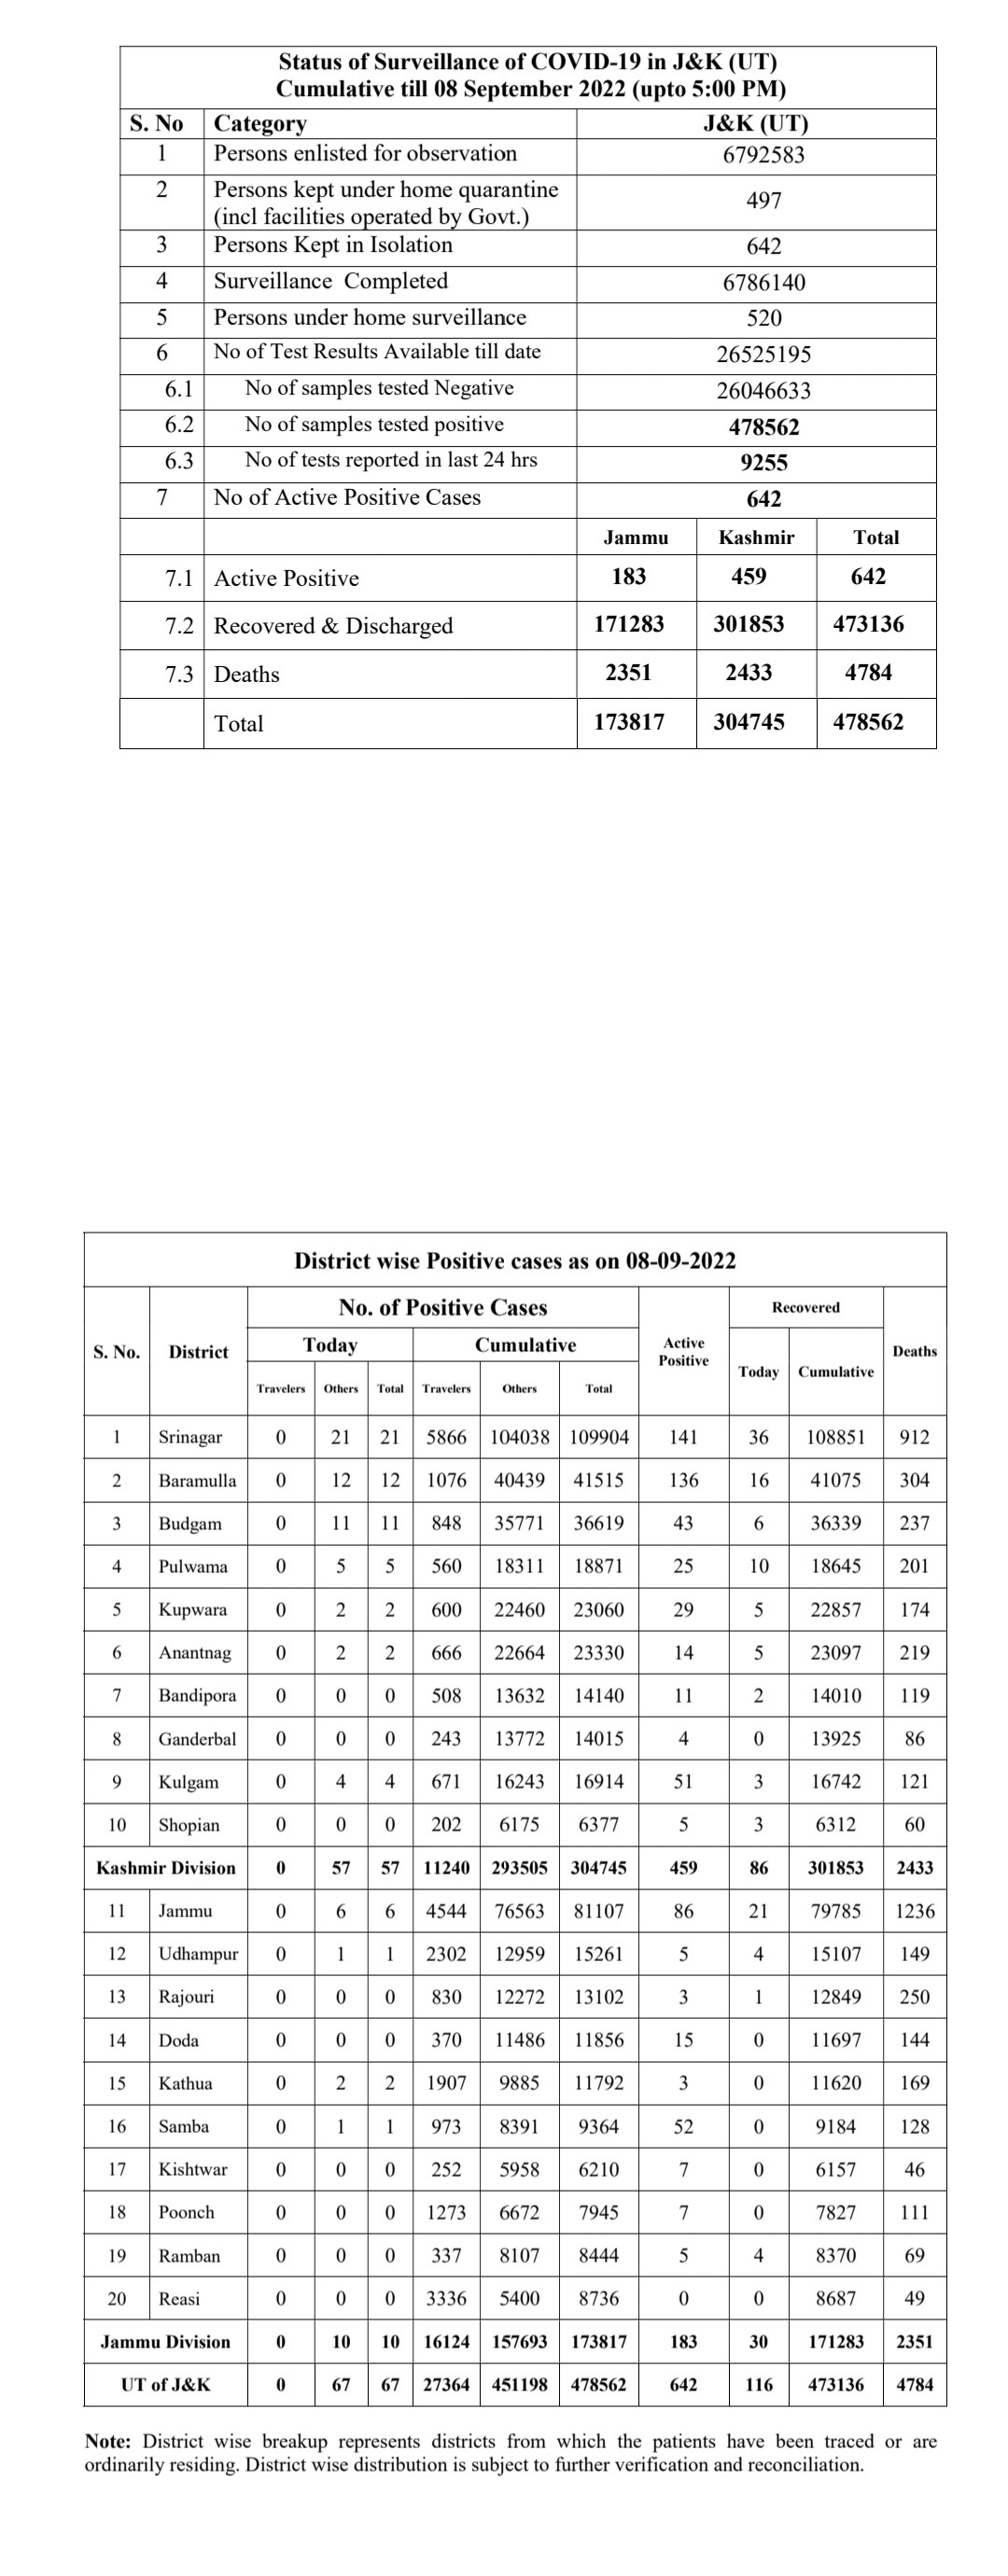 Status of Surveillance of COVID-19 in J&K (UT)
Cumulative till 08 September 2022 (upto 5:00 PM)
S. No Category J&K (UT)
1 Persons enlisted for observation 6792583
2 Persons kept under home quarantine
(incl facilities operated by Govt.) 497
3 Persons Kept in Isolation 642
4 Surveillance Completed 6786140
5 Persons under home surveillance 520
6 No of Test Results Available till date 26525195
6.1 No of samples tested Negative 26046633
6.2 No of samples tested positive 478562
6.3 No of tests reported in last 24 hrs 9255
7 No of Active Positive Cases 642
Jammu Kashmir Total
7.1 Active Positive 183 459 642
7.2 Recovered & Discharged 171283 301853 473136
7.3 Deaths 2351 2433 4784
Total 173817 304745 478562
District wise Positive cases as on 08-09-2022
S. No. District No. of Positive Cases Active Positive Recovered Deaths
Today Cumulative Today Cumulative
Travelers Others Total Travelers Others Total
1 Srinagar 0 21 21 5866 104038 109904 141 36 108851 912
2 Baramulla 0 12 12 1076 40439 41515 136 16 41075 304
3 Budgam 0 11 11 848 35771 36619 43 6 36339 237
4 Pulwama 0 5 5 560 18311 18871 25 10 18645 201
5 Kupwara 0 2 2 600 22460 23060 29 5 22857 174
6 Anantnag 0 2 2 666 22664 23330 14 5 23097 219
7 Bandipora 0 0 0 508 13632 14140 11 2 14010 119
8 Ganderbal 0 0 0 243 13772 14015 4 0 13925 86
9 Kulgam 0 4 4 671 16243 16914 51 3 16742 121
10 Shopian 0 0 0 202 6175 6377 5 3 6312 60
Kashmir Division 0 57 57 11240 293505 304745 459 86 301853 2433
11 Jammu 0 6 6 4544 76563 81107 86 21 79785 1236
12 Udhampur 0 1 1 2302 12959 15261 5 4 15107 149
13 Rajouri 0 0 0 830 12272 13102 3 1 12849 250
14 Doda 0 0 0 370 11486 11856 15 0 11697 144
15 Kathua 0 2 2 1907 9885 11792 3 0 11620 169
16 Samba 0 1 1 973 8391 9364 52 0 9184 128
17 Kishtwar 0 0 0 252 5958 6210 7 0 6157 46
18 Poonch 0 0 0 1273 6672 7945 7 0 7827 111
19 Ramban 0 0 0 337 8107 8444 5 4 8370 69
20 Reasi 0 0 0 3336 5400 8736 0 0 8687 49
Jammu Division 0 10 10 16124 157693 173817 183 30 171283 2351
UT of J&K 0 67 67 27364 451198 478562 642 116 473136 4784
Note: District wise breakup represents districts from which the patients have been traced or are
ordinarily residing. District wise distribution is subject to further verification and reconciliation.